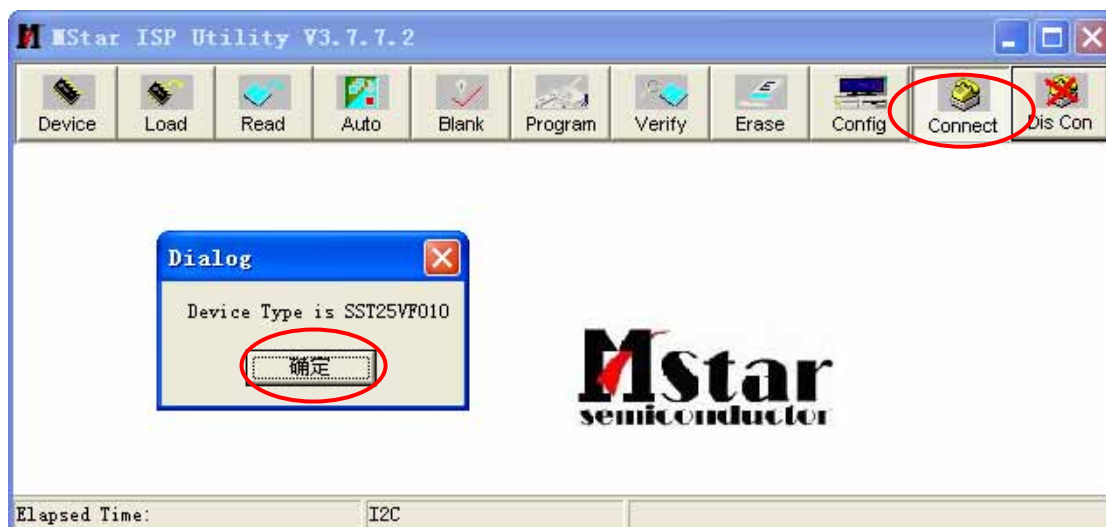 MStar ISP Utility V3.7.7.2
Device Load Read Auto Blank Program Verify Erase Config Connect Dis Con
Dialog
Device Type is SST25VF010
确定
MStar
semiconductor
Elapsed Time: I2C